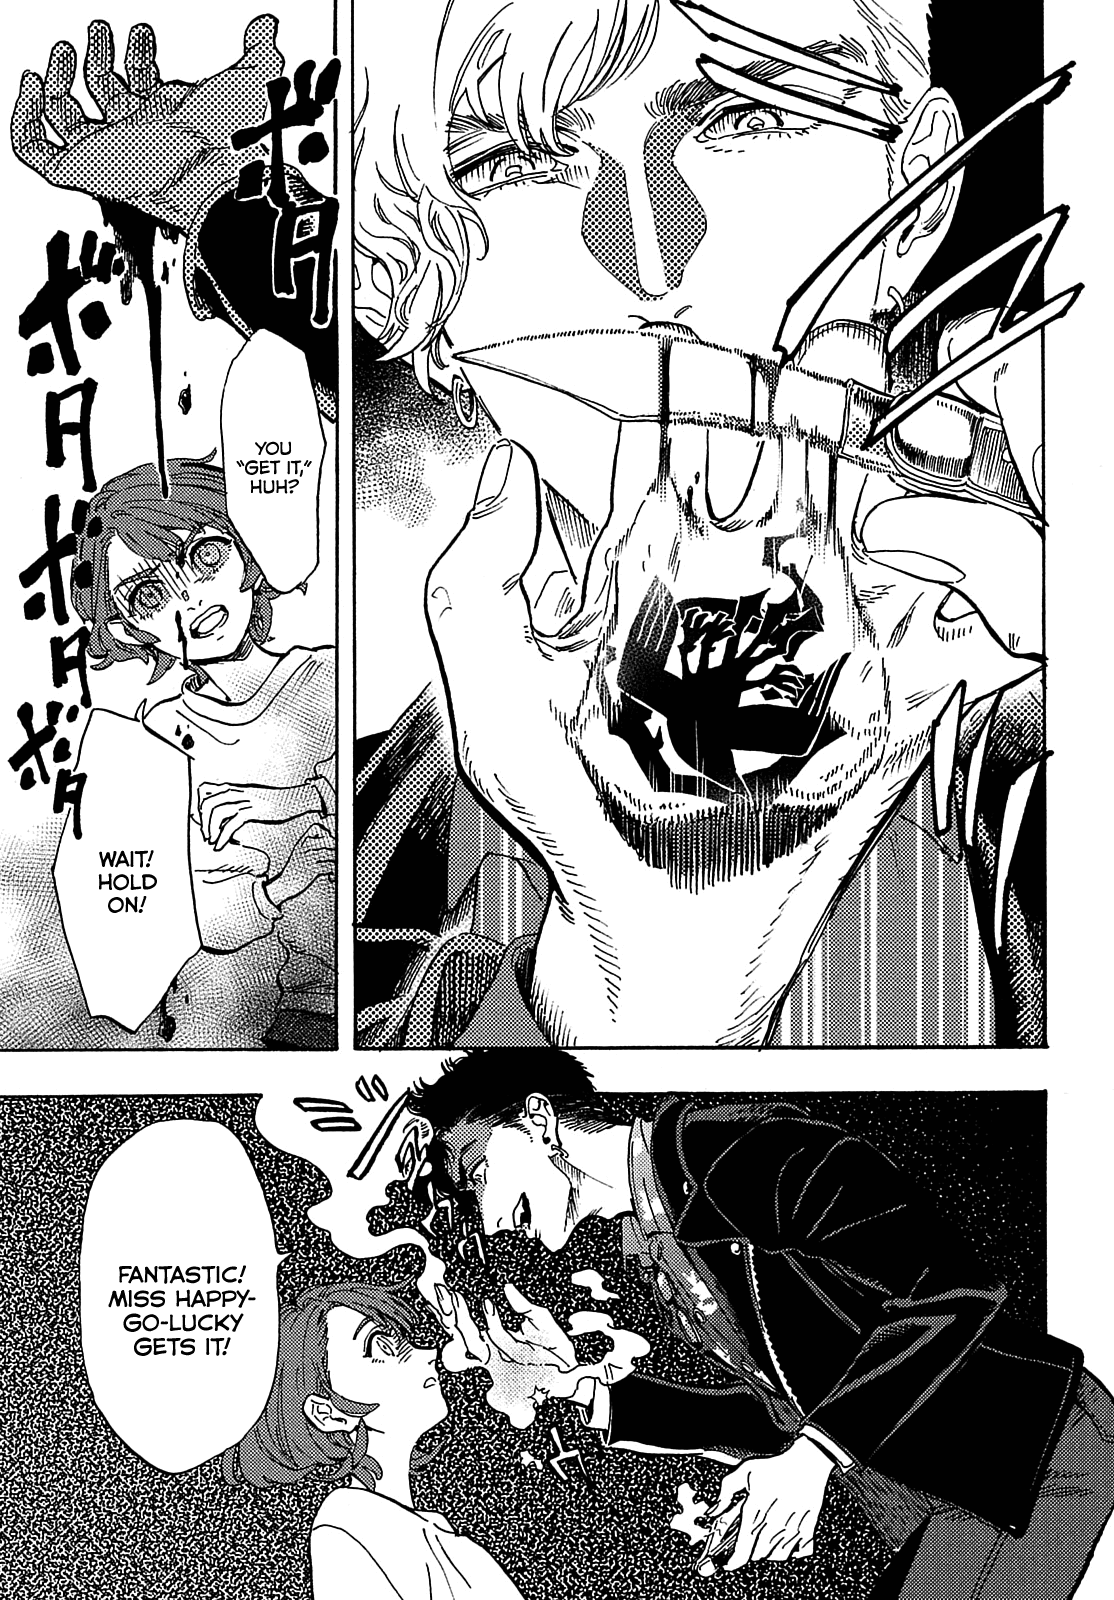 YOU
“GET IT,”
HUH?
ボタ
ボタ
ボタ
ボタ
WAIT!
HOLD
ON!
FANTASTIC!
MISS HAPPY-
GO-LUCKY
GETS IT!